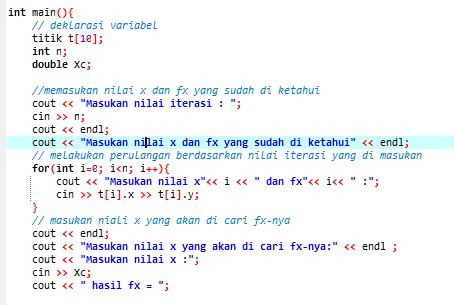 int main(){
// deklarasi variabel
titik t[10];
int n;
double Xc;
//memasukan nilai x dan fx yang sudah di ketahui
cout << "Masukan nilai iterasi : ";
cin >> n;
cout << endl;
cout << "Masukan nilai x dan fx yang sudah di ketahui" << endl;
// melakukan perulangan berdasarkan nilai iterasi yang di masukan
for(int i=0; i<n; i++){
cout << "Masukan nilai x"<< i << " dan fx"<< i<< " :";
cin >> t[i].x >> t[i].y;
}
// masukan niali x yang akan di cari fx-nya
cout << endl;
cout << "Masukan nilai x yang akan di cari fx-nya:" << endl ;
cout << "Masukan nilai x :";
cin >> Xc;
cout << " hasil fx = ";